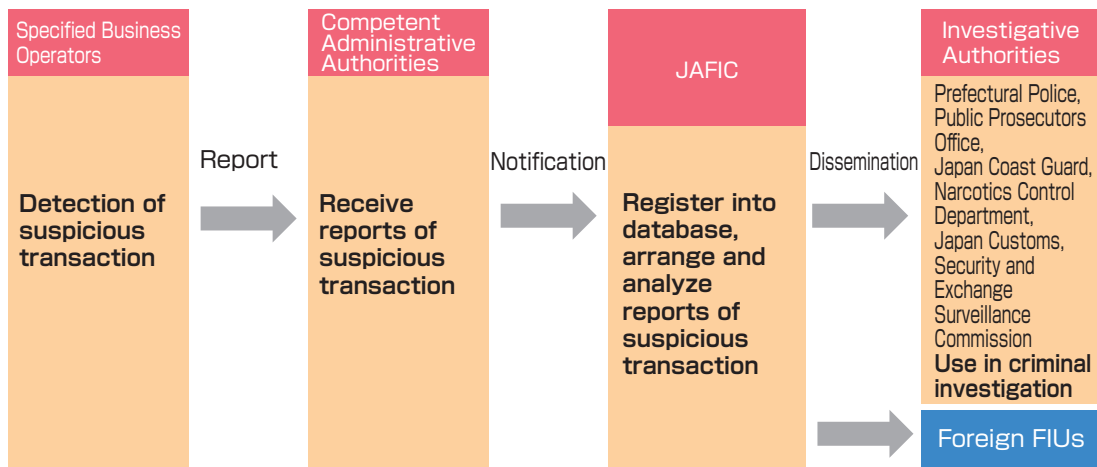 Specified Business
Operators
Detection of
suspicious
transaction
Report
Competent
Administrative
Authorities
Receive
reports of
suspicious
transaction
Notification
JAFIC
Register into
database,
arrange and
analyze
reports of
suspicious
transaction
Dissemination
Investigative
Authorities
Prefectural Police,
Public Prosecutors
Office,
Japan Coast Guard,
Narcotics Control
Department,
Japan Customs,
Security and
Exchange
Surveillance
Commission
Use in criminal
investigation
Foreign FIUs